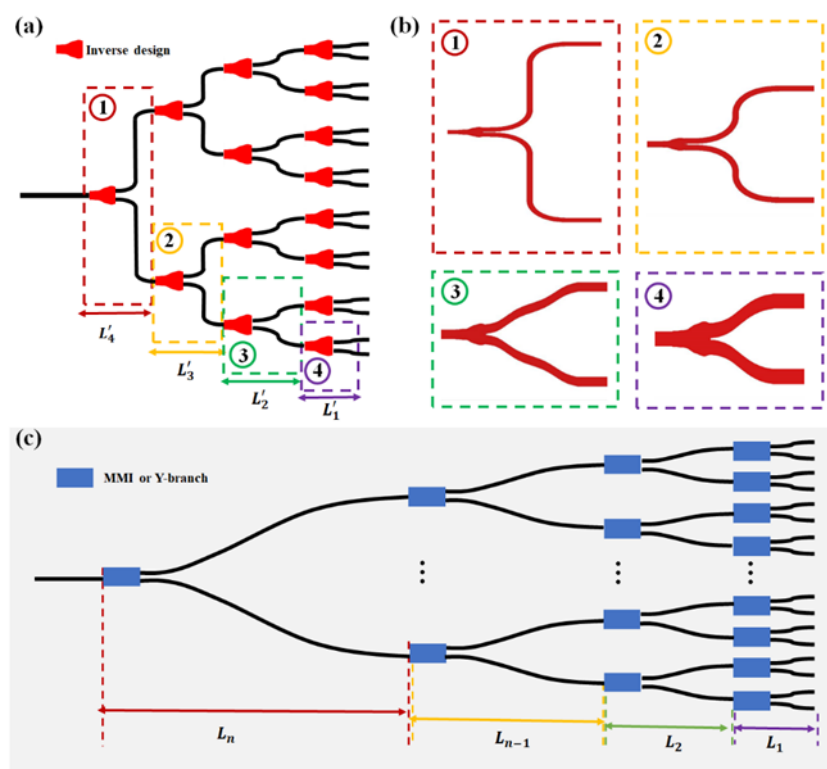 (a)
Inverse design
1
2
3
4
L′₄
L′₃
L′₂
L′₁
(b)
1
2
3
4
(c)
MMI or Y-branch
Lₙ
Lₙ₋₁
L₂
L₁